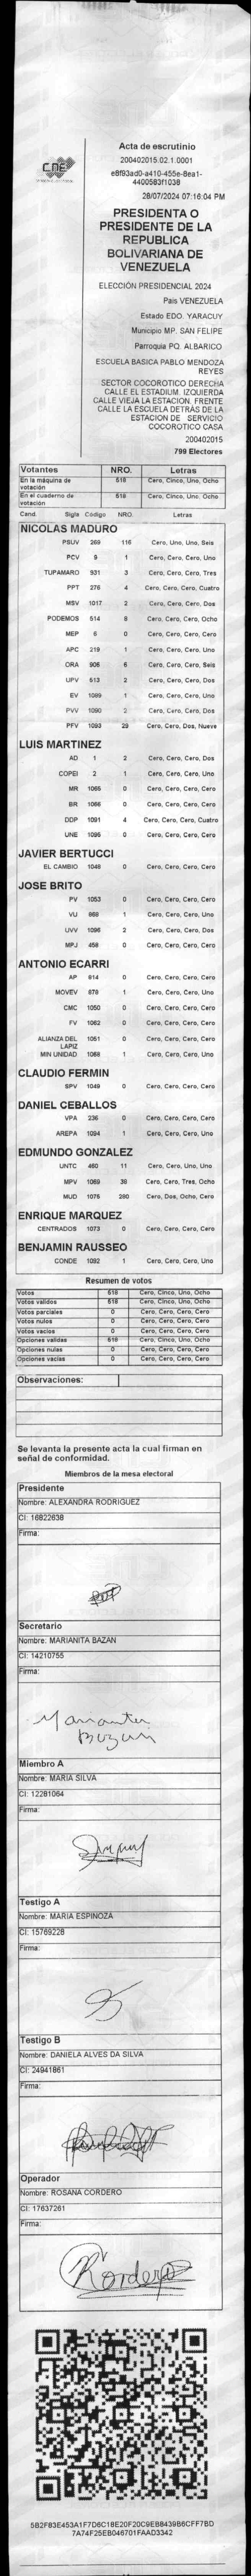 CNE
Acta de escrutinio
200402015.02.1.0001
e8f93ad0-a410-455e-8ea1-
4400583f1038
28/07/2024 07:16:04 PM
PRESIDENTA O
PRESIDENTE DE LA
REPUBLICA
BOLIVARIANA DE
VENEZUELA
ELECCIÓN PRESIDENCIAL 2024
Pais VENEZUELA
Estado EDO. YARACUY
Municipio MP. SAN FELIPE
Parroquia PQ. ALBARICO
ESCUELA BASICA PABLO MENDOZA
REYES
SECTOR COCOROTICO DERECHA
CALLE EL ESTADIUM. IZQUIERDA
CALLE VIEJA LA ESTACION. FRENTE
CALLE LA ESCUELA DETRÁS DE LA
ESTACION DE SERVICIO
COCOROTICO CASA
200402015
799 Electores
Votantes NRO. Letras
En la máquina de votación 518 Cero, Cinco, Uno, Ocho
En el cuaderno de votación 518 Cero, Cinco, Uno, Ocho
Cand. Sigla Código NRO. Letras
NICOLAS MADURO
PSUV 269 116 Cero, Uno, Uno, Seis
PCV 9 1 Cero, Cero, Cero, Uno
TUPAMARO 931 3 Cero, Cero, Cero, Tres
PPT 276 4 Cero, Cero, Cero, Cuatro
MSV 1017 2 Cero, Cero, Cero, Dos
PODEMOS 514 8 Cero, Cero, Cero, Ocho
MEP 6 0 Cero, Cero, Cero, Cero
APC 219 1 Cero, Cero, Cero, Uno
ORA 906 6 Cero, Cero, Cero, Seis
UPV 513 2 Cero, Cero, Cero, Dos
EV 1089 1 Cero, Cero, Cero, Uno
PVV 1090 2 Cero, Cero, Cero, Dos
PFV 1093 29 Cero, Cero, Dos, Nueve
LUIS MARTINEZ
AD 1 2 Cero, Cero, Cero, Dos
COPEI 2 1 Cero, Cero, Cero, Uno
MR 1065 0 Cero, Cero, Cero, Cero
BR 1066 0 Cero, Cero, Cero, Cero
DDP 1091 4 Cero, Cero, Cero, Cuatro
UNE 1095 0 Cero, Cero, Cero, Cero
JAVIER BERTUCCI
EL CAMBIO 1048 0 Cero, Cero, Cero, Cero
JOSE BRITO
PV 1053 0 Cero, Cero, Cero, Cero
VU 869 1 Cero, Cero, Cero, Uno
UVV 1096 2 Cero, Cero, Cero, Dos
MPJ 458 0 Cero, Cero, Cero, Cero
ANTONIO ECARRI
AP 814 0 Cero, Cero, Cero, Cero
MOVEV 870 1 Cero, Cero, Cero, Uno
CMC 1050 0 Cero, Cero, Cero, Cero
FV 1062 0 Cero, Cero, Cero, Cero
ALIANZA DEL LAPIZ 1051 0 Cero, Cero, Cero, Cero
MIN UNIDAD 1068 1 Cero, Cero, Cero, Uno
CLAUDIO FERMIN
SPV 1049 0 Cero, Cero, Cero, Cero
DANIEL CEBALLOS
VPA 236 0 Cero, Cero, Cero, Cero
AREPA 1094 1 Cero, Cero, Cero, Uno
EDMUNDO GONZALEZ
UNTC 460 11 Cero, Cero, Uno, Uno
MPV 1069 38 Cero, Cero, Tres, Ocho
MUD 1075 280 Cero, Dos, Ocho, Cero
ENRIQUE MARQUEZ
CENTRADOS 1073 0 Cero, Cero, Cero, Cero
BENJAMIN RAUSSEO
CONDE 1092 1 Cero, Cero, Cero, Uno
Resumen de votos
Votos 518 Cero, Cinco, Uno, Ocho
Votos validos 518 Cero, Cinco, Uno, Ocho
Votos parciales 0 Cero, Cero, Cero, Cero
Votos nulos 0 Cero, Cero, Cero, Cero
Votos vacios 0 Cero, Cero, Cero, Cero
Opciones validas 518 Cero, Cinco, Uno, Ocho
Opciones nulas 0 Cero, Cero, Cero, Cero
Opciones vacias 0 Cero, Cero, Cero, Cero
Observaciones:
Se levanta la presente acta la cual firman en
señal de conformidad.
Miembros de la mesa electoral
Presidente
Nombre: ALEXANDRA RODRIGUEZ
CI: 16822638
Firma:
Secretario
Nombre: MARIANITA BAZAN
CI: 14210755
Firma:
Marianita
Bazan
Miembro A
Nombre: MARIA SILVA
CI: 12281064
Firma:
Testigo A
Nombre: MARIA ESPINOZA
CI: 15769228
Firma:
Testigo B
Nombre: DANIELA ALVES DA SILVA
CI: 24941861
Firma:
Operador
Nombre: ROSANA CORDERO
CI: 17637261
Firma:
RCordero
5B2F83E453A1F7D6C18E20F20C9EB8439B6CFF7BD
7A74F25EB046701FAAD3342